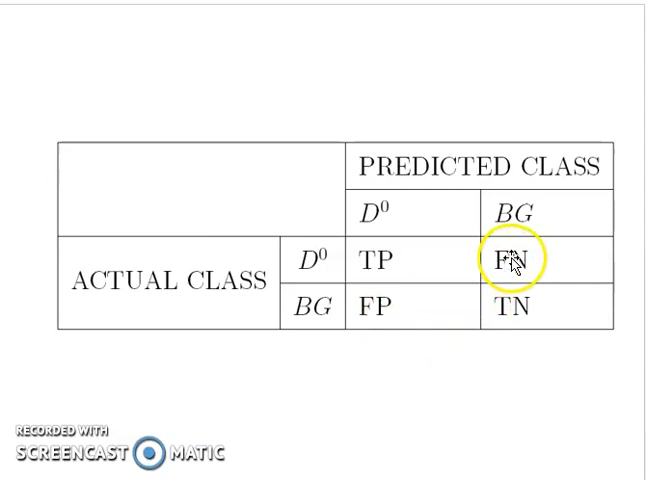 PREDICTED CLASS
D⁰ BG
ACTUAL CLASS D⁰ TP FN
BG FP TN
RECORDED WITH
SCREENCAST MATIC